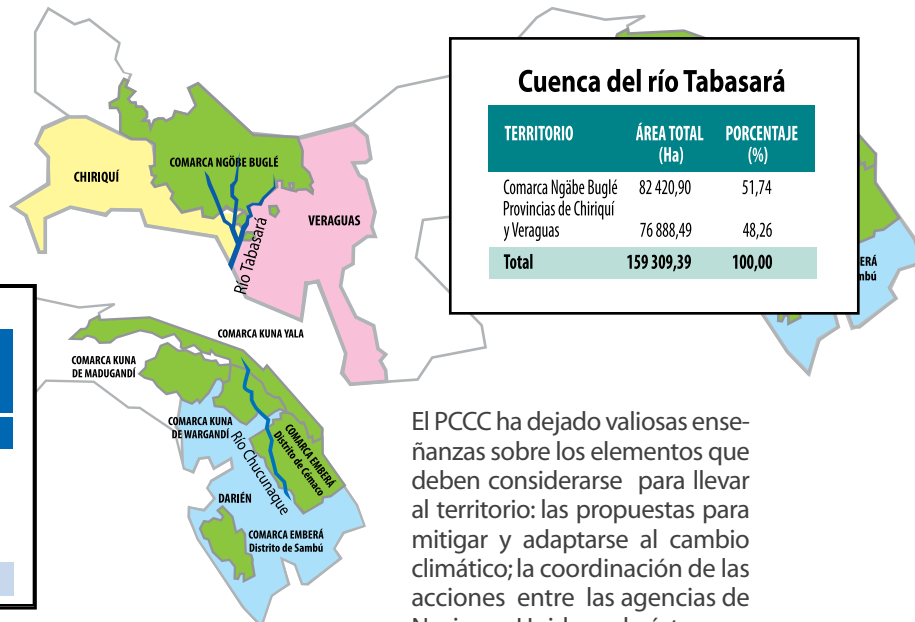 CHIRIQUÍ
COMARCA NGÖBE BUGLÉ
VERAGUAS
Río Tabasará
Cuenca del río Tabasará
TERRITORIO ÁREA TOTAL (Ha) PORCENTAJE (%)
Comarca Ngäbe Buglé 82 420,90 51,74
Provincias de Chiriquí
y Veraguas 76 888,49 48,26
Total 159 309,39 100,00
COMARCA KUNA YALA
COMARCA KUNA
DE MADUGANDÍ
COMARCA KUNA
DE WARGANDÍ
Río Chucunaque
COMARCA EMBERÁ
Distrito de Cémaco
DARIÉN
COMARCA EMBERÁ
Distrito de Sambú
El PCCC ha dejado valiosas ense-
ñanzas sobre los elementos que
deben considerarse para llevar
al territorio: las propuestas para
mitigar y adaptarse al cambio
climático; la coordinación de las
acciones entre las agencias de